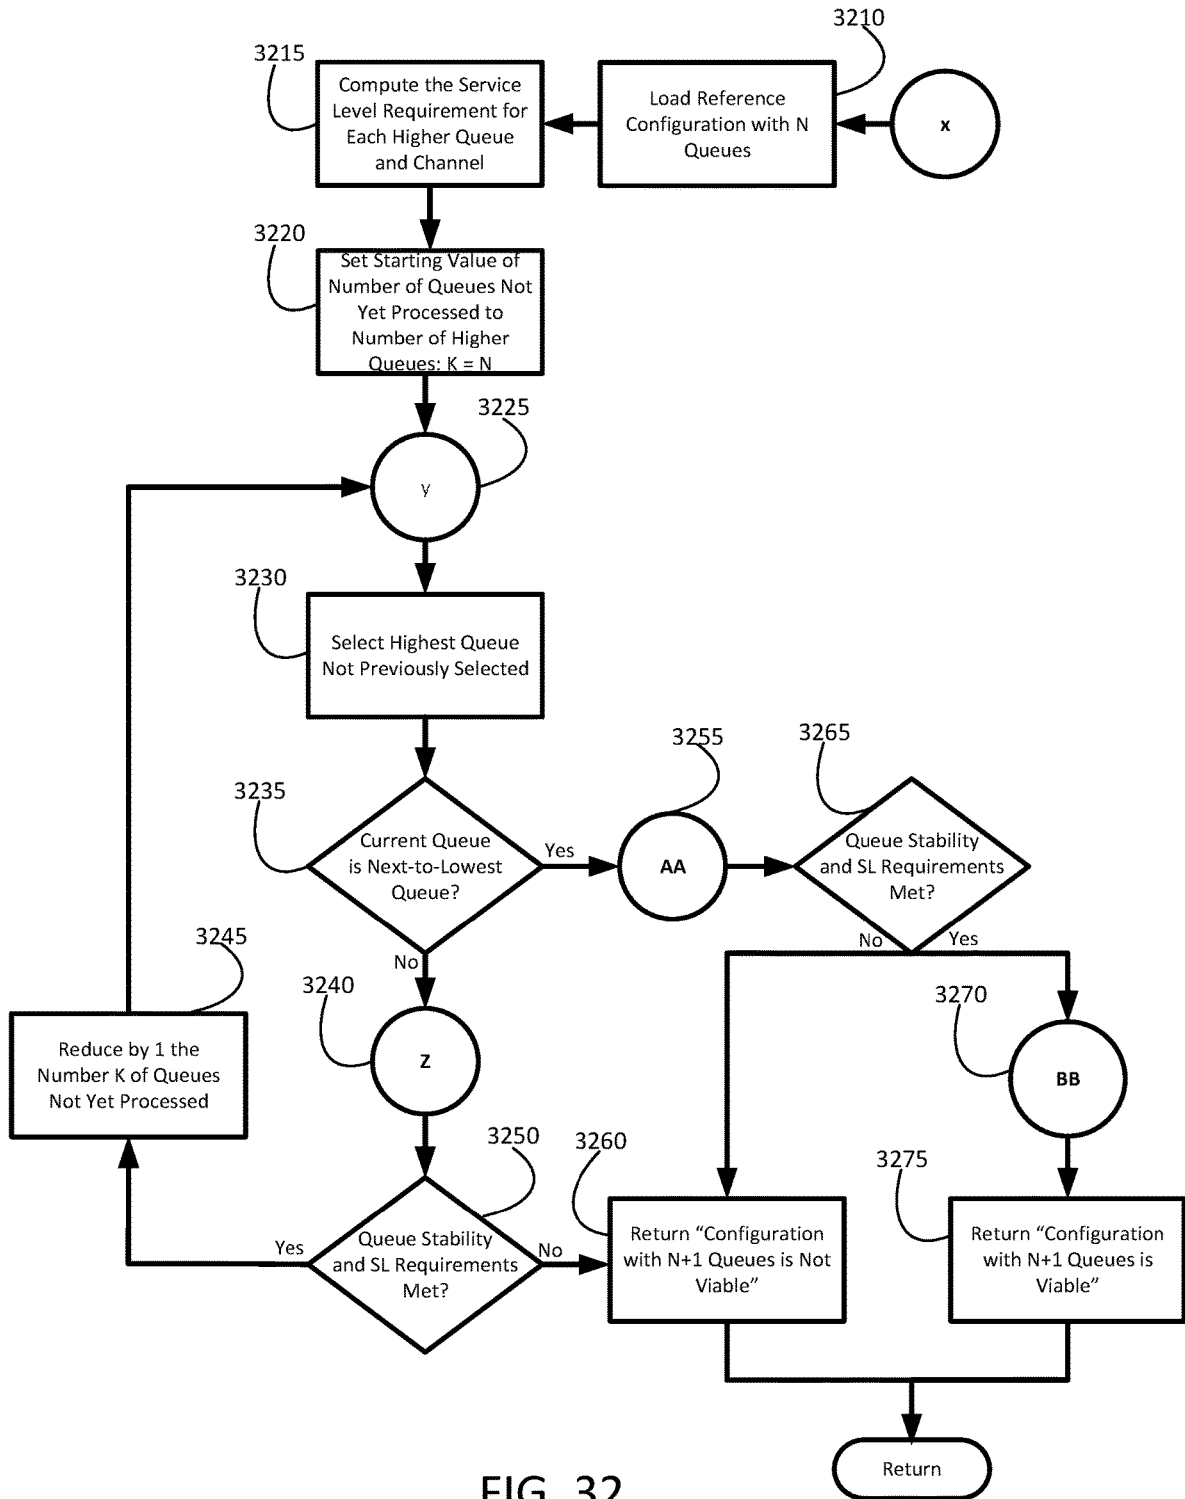 3210
3215
Compute the Service
Level Requirement for
Each Higher Queue
and Channel
Load Reference
Configuration with N
Queues
x
3220
Set Starting Value of
Number of Queues Not
Yet Processed to
Number of Higher
Queues: K = N
3225
y
3230
Select Highest Queue
Not Previously Selected
3235
Current Queue
is Next-to-Lowest
Queue?
Yes
3255
AA
3265
Queue Stability
and SL Requirements
Met?
No
Yes
No
3245
Reduce by 1 the
Number K of Queues
Not Yet Processed
3240
Z
3270
BB
3250
Queue Stability
and SL Requirements
Met?
Yes
No
3260
Return “Configuration
with N+1 Queues is Not
Viable”
3275
Return “Configuration
with N+1 Queues is
Viable”
Return
FIG. 32